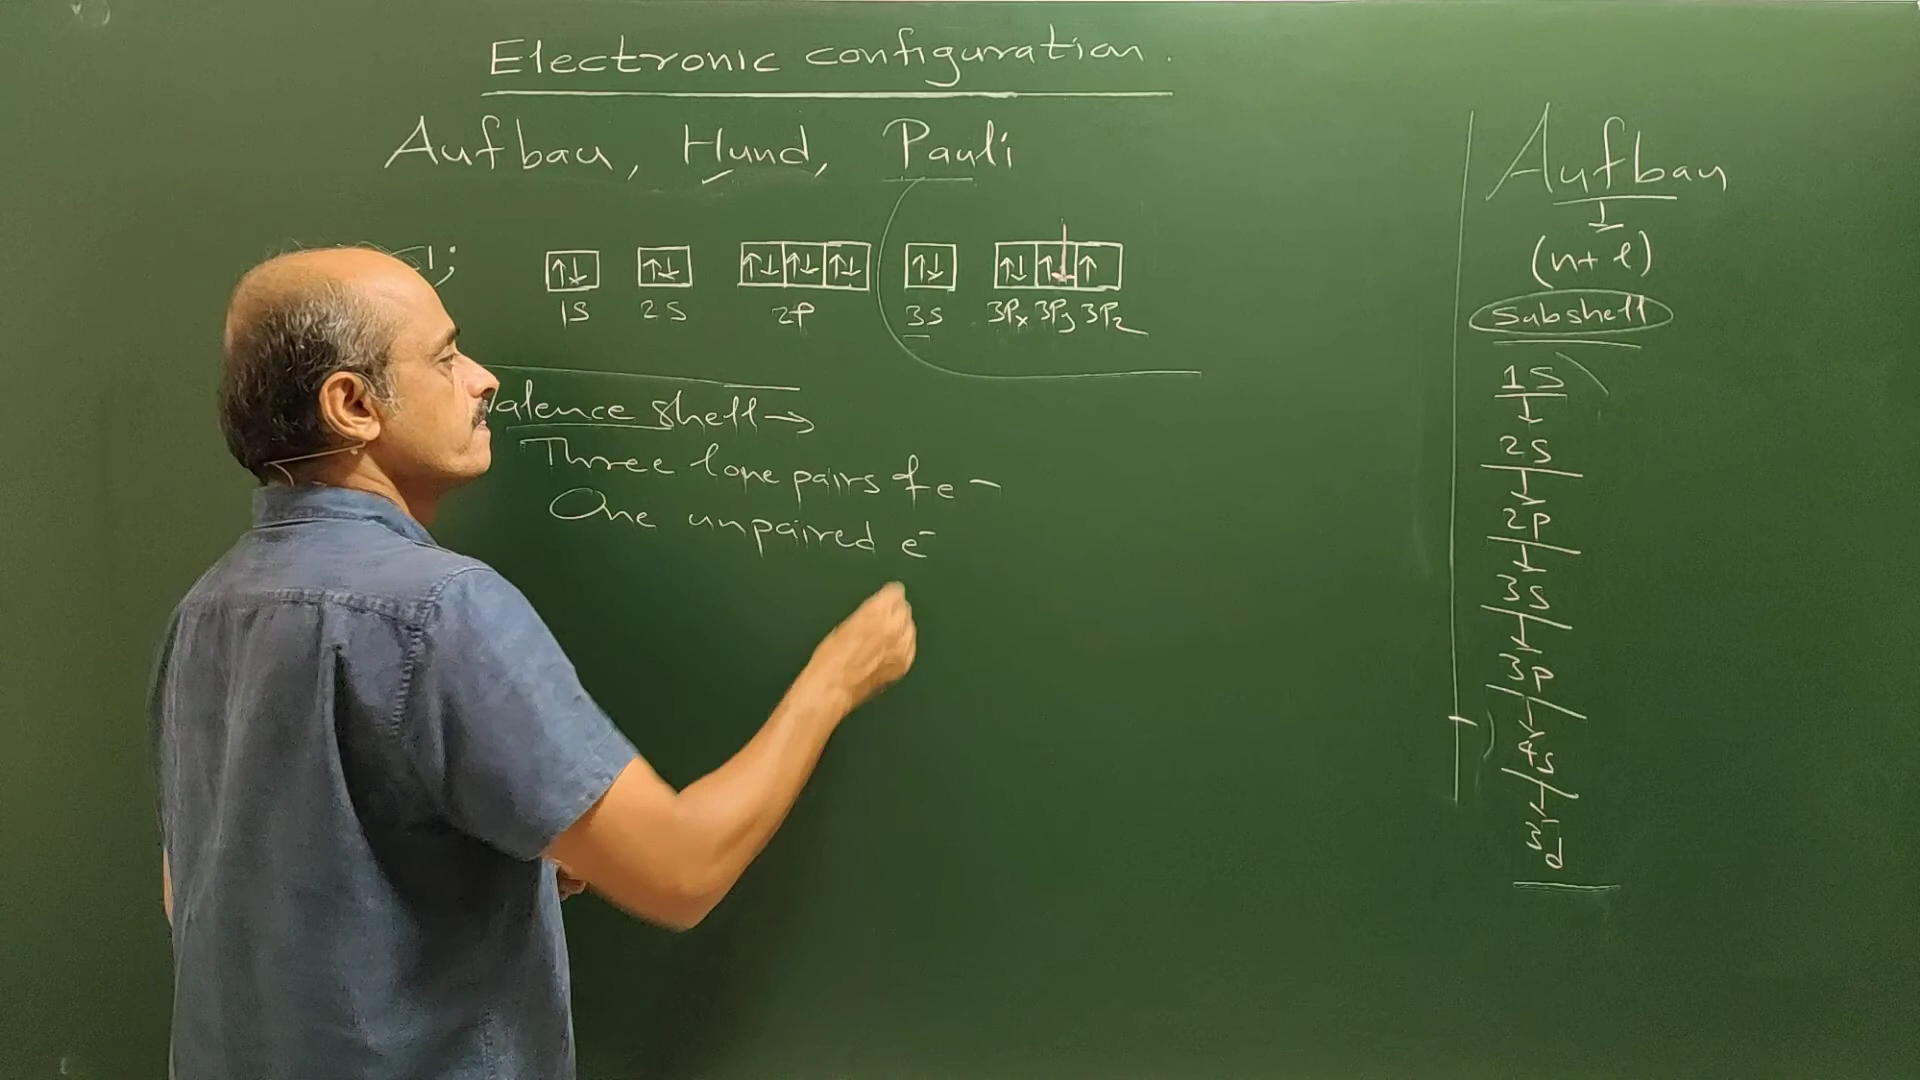 Electronic configuration.
Aufbau, Hund, Pauli
↑↓ ↑↓ ↑↓ ↑↓ ↑↓ ↑↓ ↑↓ ↑↓ ↑
1S 2S 2P 3S 3Px 3Py 3Pz
alence shell →
Three lone pairs of e-
One unpaired e-
Aufbau
↓
(n+l)
Subshell
1S
2S
2P
3S
3P
4S
3d